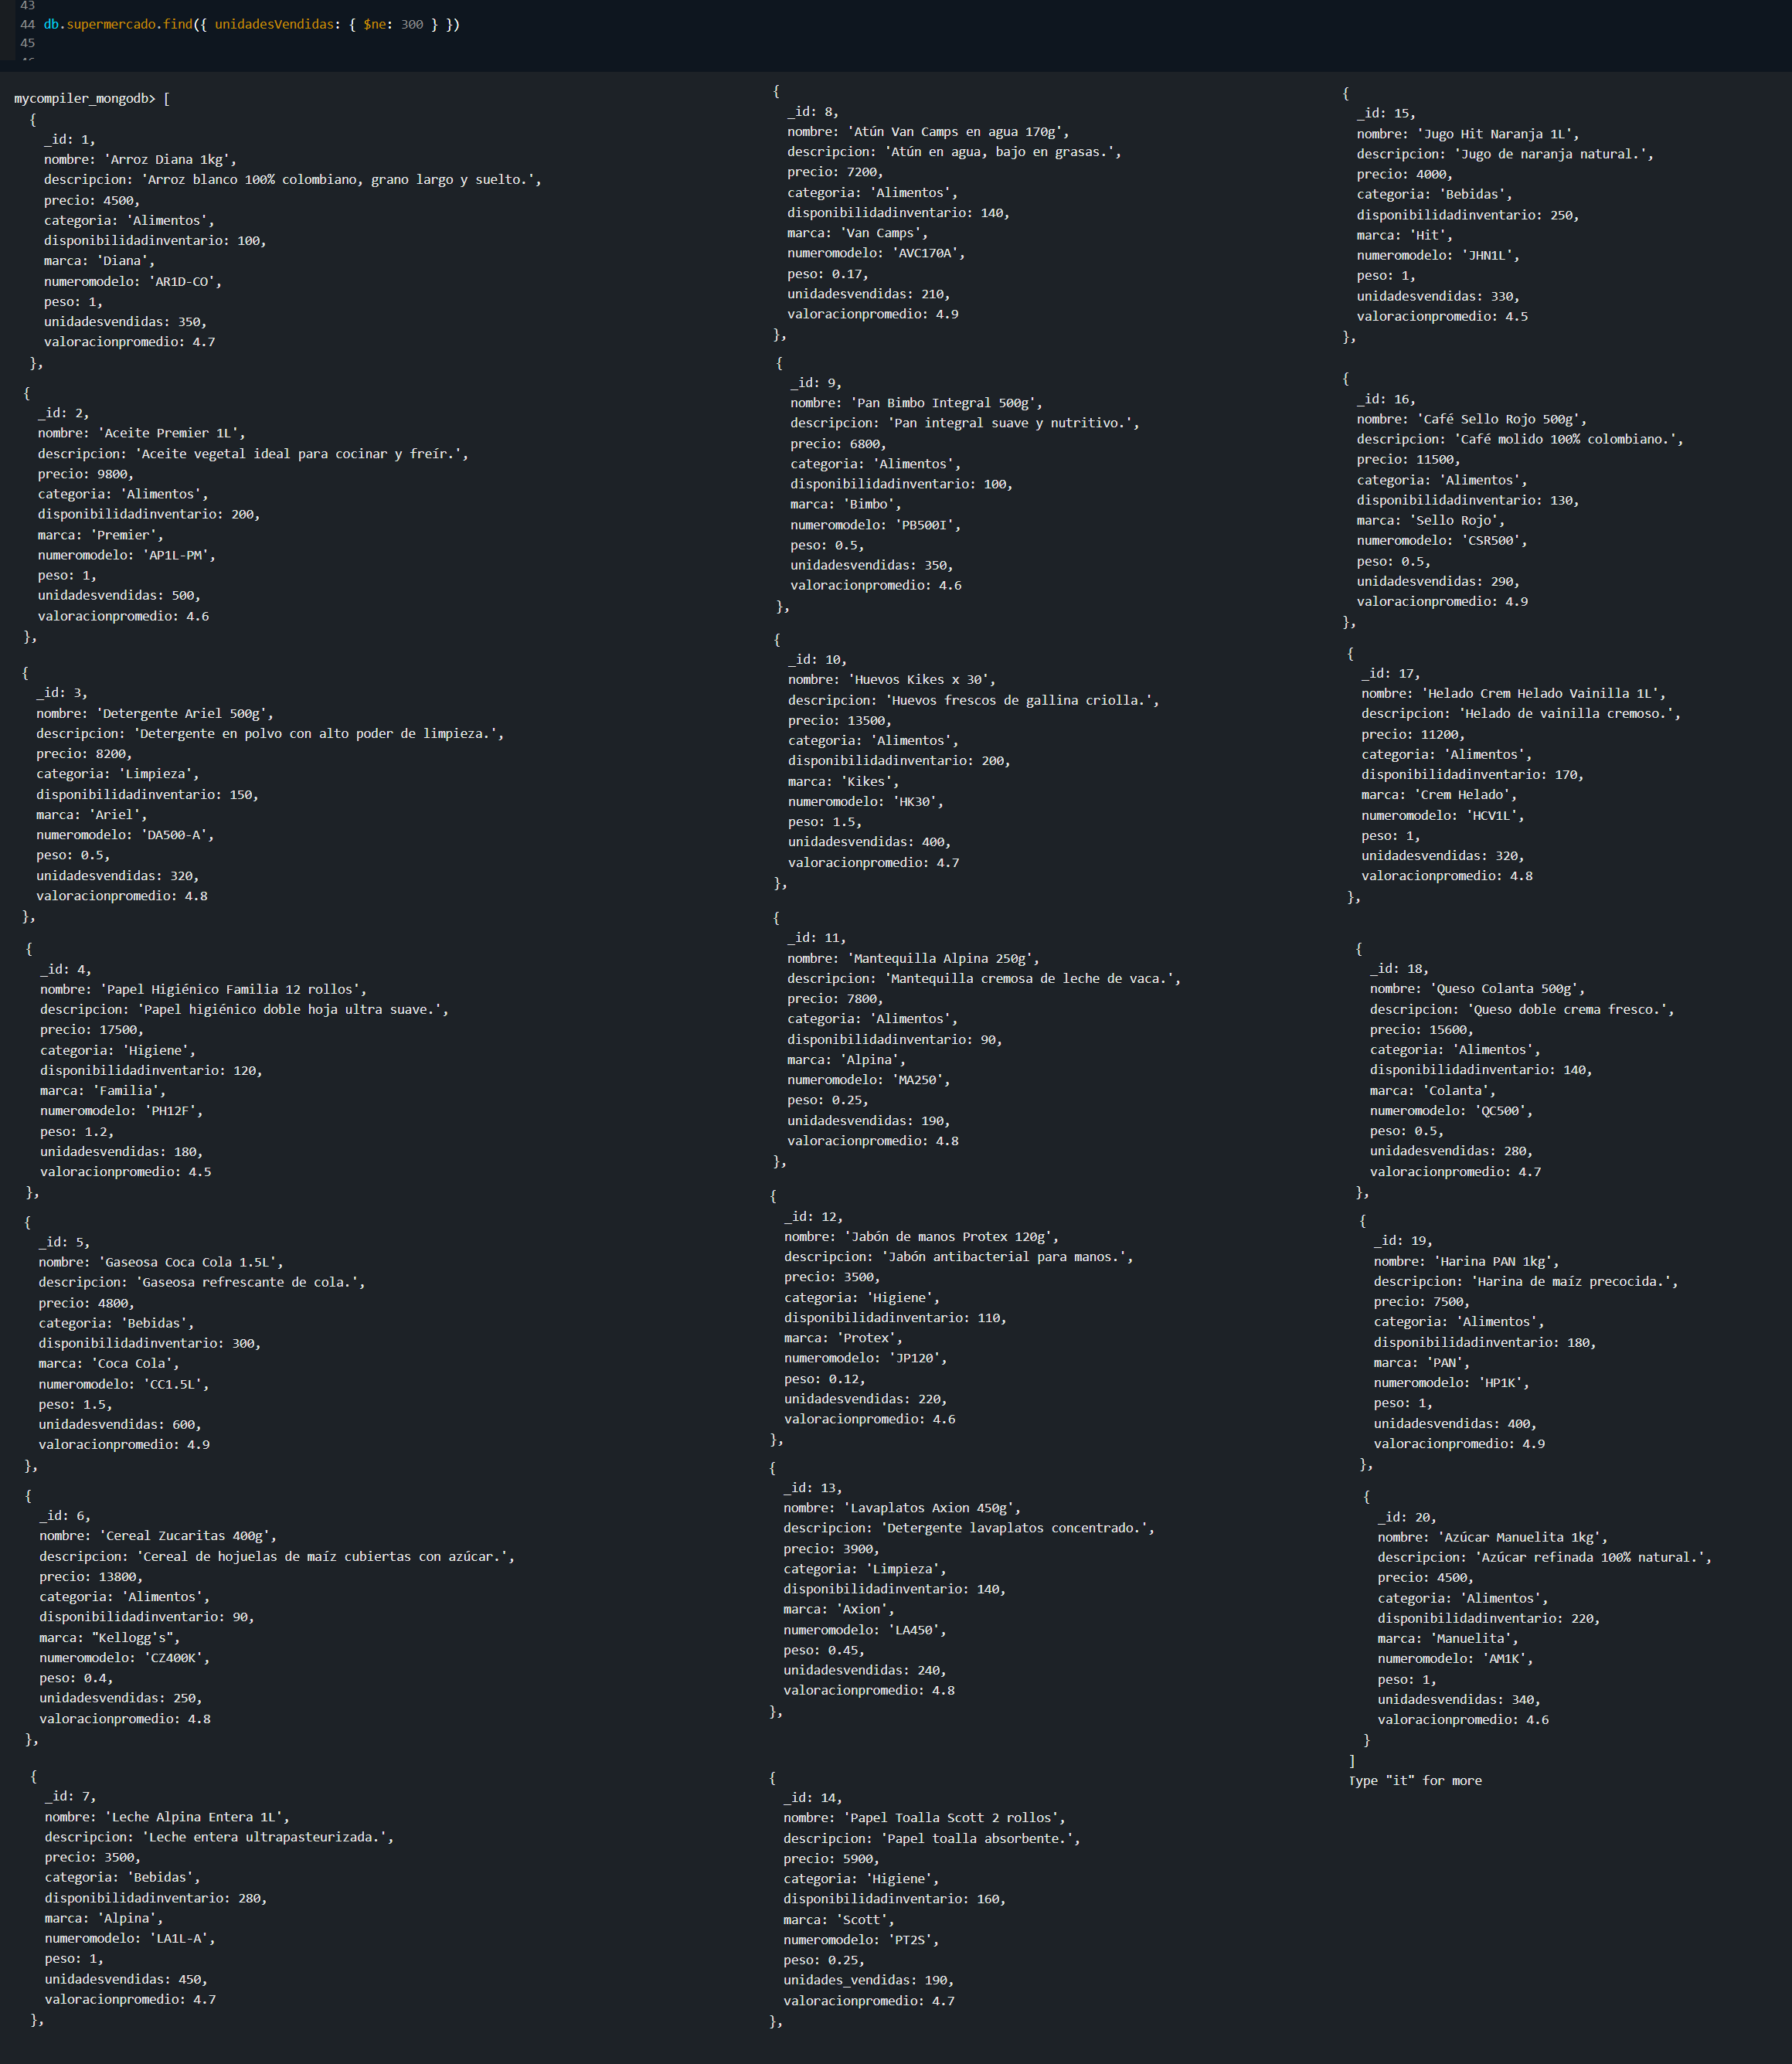 43
44 db.supermercado.find({ unidadesVendidas: { $ne: 300 } })
45
mycompiler_mongodb> [
{
_id: 1,
nombre: 'Arroz Diana 1kg',
descripcion: 'Arroz blanco 100% colombiano, grano largo y suelto.',
precio: 4500,
categoria: 'Alimentos',
disponibilidadinventario: 100,
marca: 'Diana',
numeromodelo: 'AR1D-CO',
peso: 1,
unidadesvendidas: 350,
valoracionpromedio: 4.7
},
{
_id: 2,
nombre: 'Aceite Premier 1L',
descripcion: 'Aceite vegetal ideal para cocinar y freír.',
precio: 9800,
categoria: 'Alimentos',
disponibilidadinventario: 200,
marca: 'Premier',
numeromodelo: 'AP1L-PM',
peso: 1,
unidadesvendidas: 500,
valoracionpromedio: 4.6
},
{
_id: 3,
nombre: 'Detergente Ariel 500g',
descripcion: 'Detergente en polvo con alto poder de limpieza.',
precio: 8200,
categoria: 'Limpieza',
disponibilidadinventario: 150,
marca: 'Ariel',
numeromodelo: 'DA500-A',
peso: 0.5,
unidadesvendidas: 320,
valoracionpromedio: 4.8
},
{
_id: 4,
nombre: 'Papel Higiénico Familia 12 rollos',
descripcion: 'Papel higiénico doble hoja ultra suave.',
precio: 17500,
categoria: 'Higiene',
disponibilidadinventario: 120,
marca: 'Familia',
numeromodelo: 'PH12F',
peso: 1.2,
unidadesvendidas: 180,
valoracionpromedio: 4.5
},
{
_id: 5,
nombre: 'Gaseosa Coca Cola 1.5L',
descripcion: 'Gaseosa refrescante de cola.',
precio: 4800,
categoria: 'Bebidas',
disponibilidadinventario: 300,
marca: 'Coca Cola',
numeromodelo: 'CC1.5L',
peso: 1.5,
unidadesvendidas: 600,
valoracionpromedio: 4.9
},
{
_id: 6,
nombre: 'Cereal Zucaritas 400g',
descripcion: 'Cereal de hojuelas de maíz cubiertas con azúcar.',
precio: 13800,
categoria: 'Alimentos',
disponibilidadinventario: 90,
marca: "Kellogg's",
numeromodelo: 'CZ400K',
peso: 0.4,
unidadesvendidas: 250,
valoracionpromedio: 4.8
},
{
_id: 7,
nombre: 'Leche Alpina Entera 1L',
descripcion: 'Leche entera ultrapasteurizada.',
precio: 3500,
categoria: 'Bebidas',
disponibilidadinventario: 280,
marca: 'Alpina',
numeromodelo: 'LA1L-A',
peso: 1,
unidadesvendidas: 450,
valoracionpromedio: 4.7
},
{
_id: 8,
nombre: 'Atún Van Camps en agua 170g',
descripcion: 'Atún en agua, bajo en grasas.',
precio: 7200,
categoria: 'Alimentos',
disponibilidadinventario: 140,
marca: 'Van Camps',
numeromodelo: 'AVC170A',
peso: 0.17,
unidadesvendidas: 210,
valoracionpromedio: 4.9
},
{
_id: 9,
nombre: 'Pan Bimbo Integral 500g',
descripcion: 'Pan integral suave y nutritivo.',
precio: 6800,
categoria: 'Alimentos',
disponibilidadinventario: 100,
marca: 'Bimbo',
numeromodelo: 'PB500I',
peso: 0.5,
unidadesvendidas: 350,
valoracionpromedio: 4.6
},
{
_id: 10,
nombre: 'Huevos Kikes x 30',
descripcion: 'Huevos frescos de gallina criolla.',
precio: 13500,
categoria: 'Alimentos',
disponibilidadinventario: 200,
marca: 'Kikes',
numeromodelo: 'HK30',
peso: 1.5,
unidadesvendidas: 400,
valoracionpromedio: 4.7
},
{
_id: 11,
nombre: 'Mantequilla Alpina 250g',
descripcion: 'Mantequilla cremosa de leche de vaca.',
precio: 7800,
categoria: 'Alimentos',
disponibilidadinventario: 90,
marca: 'Alpina',
numeromodelo: 'MA250',
peso: 0.25,
unidadesvendidas: 190,
valoracionpromedio: 4.8
},
{
_id: 12,
nombre: 'Jabón de manos Protex 120g',
descripcion: 'Jabón antibacterial para manos.',
precio: 3500,
categoria: 'Higiene',
disponibilidadinventario: 110,
marca: 'Protex',
numeromodelo: 'JP120',
peso: 0.12,
unidadesvendidas: 220,
valoracionpromedio: 4.6
},
{
_id: 13,
nombre: 'Lavaplatos Axion 450g',
descripcion: 'Detergente lavaplatos concentrado.',
precio: 3900,
categoria: 'Limpieza',
disponibilidadinventario: 140,
marca: 'Axion',
numeromodelo: 'LA450',
peso: 0.45,
unidadesvendidas: 240,
valoracionpromedio: 4.8
},
{
_id: 14,
nombre: 'Papel Toalla Scott 2 rollos',
descripcion: 'Papel toalla absorbente.',
precio: 5900,
categoria: 'Higiene',
disponibilidadinventario: 160,
marca: 'Scott',
numeromodelo: 'PT2S',
peso: 0.25,
unidades_vendidas: 190,
valoracionpromedio: 4.7
},
{
_id: 15,
nombre: 'Jugo Hit Naranja 1L',
descripcion: 'Jugo de naranja natural.',
precio: 4000,
categoria: 'Bebidas',
disponibilidadinventario: 250,
marca: 'Hit',
numeromodelo: 'JHN1L',
peso: 1,
unidadesvendidas: 330,
valoracionpromedio: 4.5
},
{
_id: 16,
nombre: 'Café Sello Rojo 500g',
descripcion: 'Café molido 100% colombiano.',
precio: 11500,
categoria: 'Alimentos',
disponibilidadinventario: 130,
marca: 'Sello Rojo',
numeromodelo: 'CSR500',
peso: 0.5,
unidadesvendidas: 290,
valoracionpromedio: 4.9
},
{
_id: 17,
nombre: 'Helado Crem Helado Vainilla 1L',
descripcion: 'Helado de vainilla cremoso.',
precio: 11200,
categoria: 'Alimentos',
disponibilidadinventario: 170,
marca: 'Crem Helado',
numeromodelo: 'HCV1L',
peso: 1,
unidadesvendidas: 320,
valoracionpromedio: 4.8
},
{
_id: 18,
nombre: 'Queso Colanta 500g',
descripcion: 'Queso doble crema fresco.',
precio: 15600,
categoria: 'Alimentos',
disponibilidadinventario: 140,
marca: 'Colanta',
numeromodelo: 'QC500',
peso: 0.5,
unidadesvendidas: 280,
valoracionpromedio: 4.7
},
{
_id: 19,
nombre: 'Harina PAN 1kg',
descripcion: 'Harina de maíz precocida.',
precio: 7500,
categoria: 'Alimentos',
disponibilidadinventario: 180,
marca: 'PAN',
numeromodelo: 'HP1K',
peso: 1,
unidadesvendidas: 400,
valoracionpromedio: 4.9
},
{
_id: 20,
nombre: 'Azúcar Manuelita 1kg',
descripcion: 'Azúcar refinada 100% natural.',
precio: 4500,
categoria: 'Alimentos',
disponibilidadinventario: 220,
marca: 'Manuelita',
numeromodelo: 'AM1K',
peso: 1,
unidadesvendidas: 340,
valoracionpromedio: 4.6
}
]
Type "it" for more